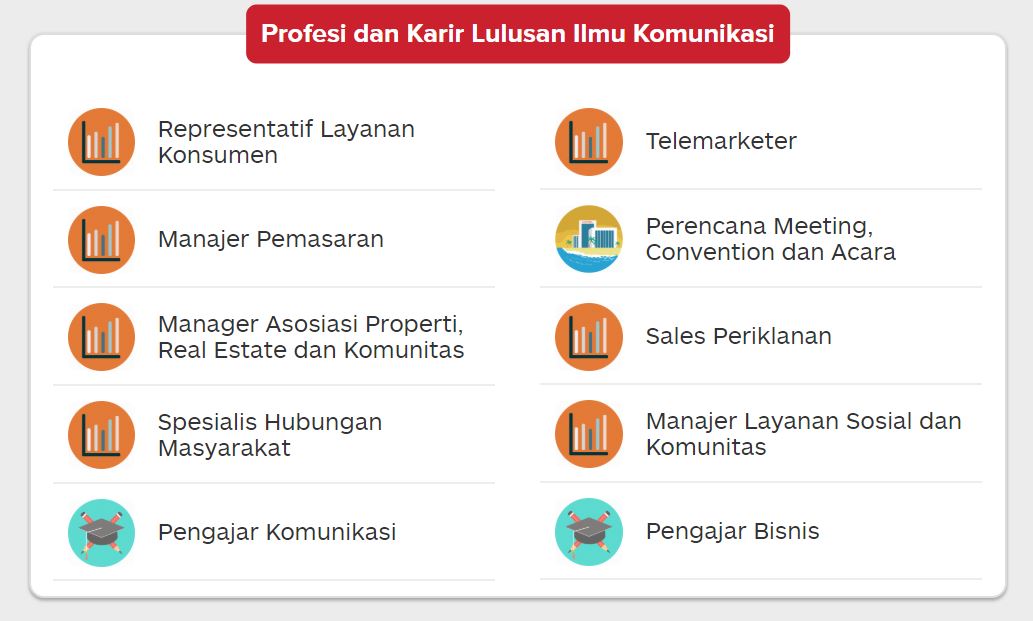 Profesi dan Karir Lulusan Ilmu Komunikasi
Representatif Layanan
Konsumen
Telemarketer
Manajer Pemasaran
Perencana Meeting,
Convention dan Acara
Manager Asosiasi Properti,
Real Estate dan Komunitas
Sales Periklanan
Spesialis Hubungan
Masyarakat
Manajer Layanan Sosial dan
Komunitas
Pengajar Komunikasi
Pengajar Bisnis